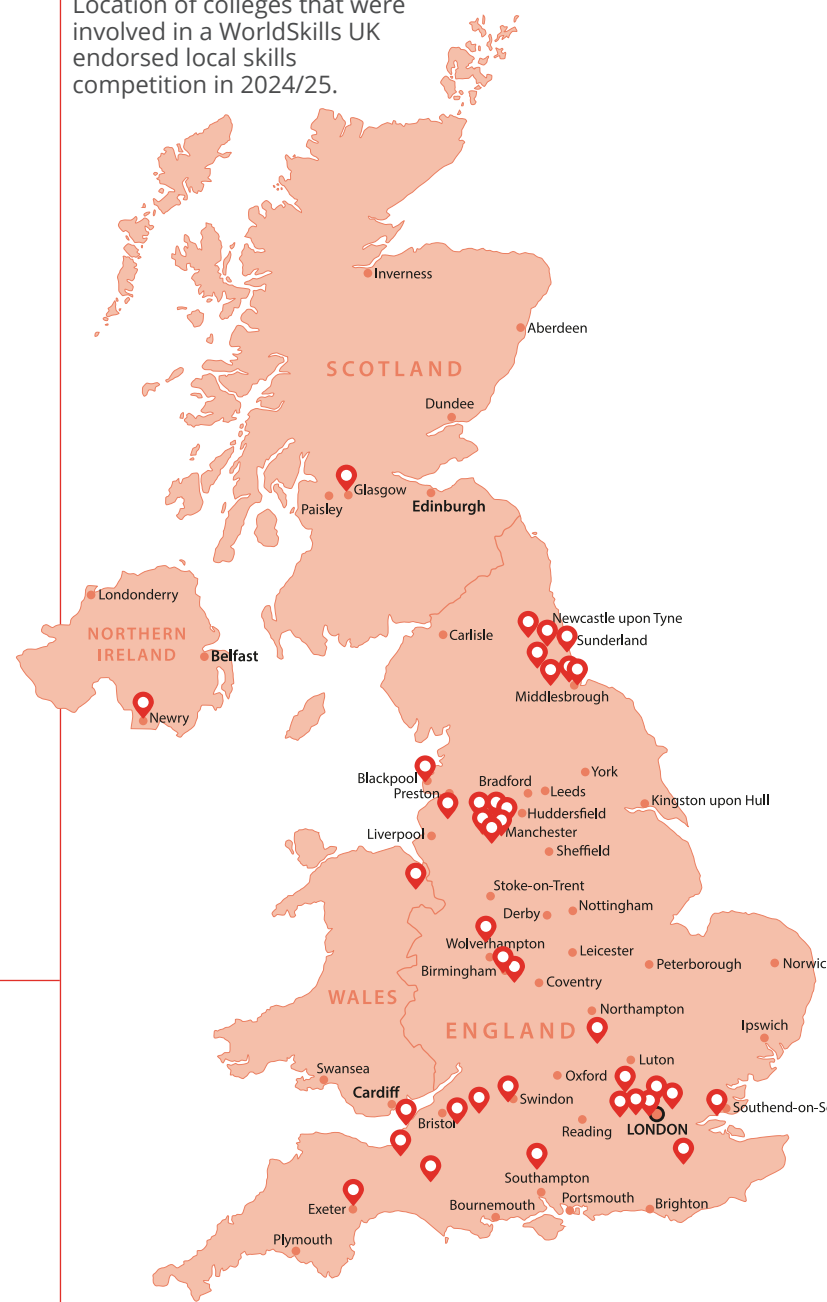 Location of colleges that were
involved in a WorldSkills UK
endorsed local skills
competition in 2024/25.
Inverness
Aberdeen
SCOTLAND
Dundee
Glasgow
Paisley
Edinburgh
Londonderry
NORTHERN
IRELAND
Belfast
Newry
Newcastle upon Tyne
Carlisle
Sunderland
Middlesbrough
Blackpool
Preston
Bradford
York
Leeds
Kingston upon Hull
Huddersfield
Liverpool
Manchester
Sheffield
Stoke-on-Trent
Nottingham
Derby
Wolverhampton
Leicester
Birmingham
Peterborough
Norwic
Coventry
WALES
Northampton
ENGLAND
Ipswich
Luton
Swansea
Oxford
Cardiff
Swindon
Bristol
Southend-on-S
Reading
LONDON
Southampton
Exeter
Bournemouth
Portsmouth
Brighton
Plymouth